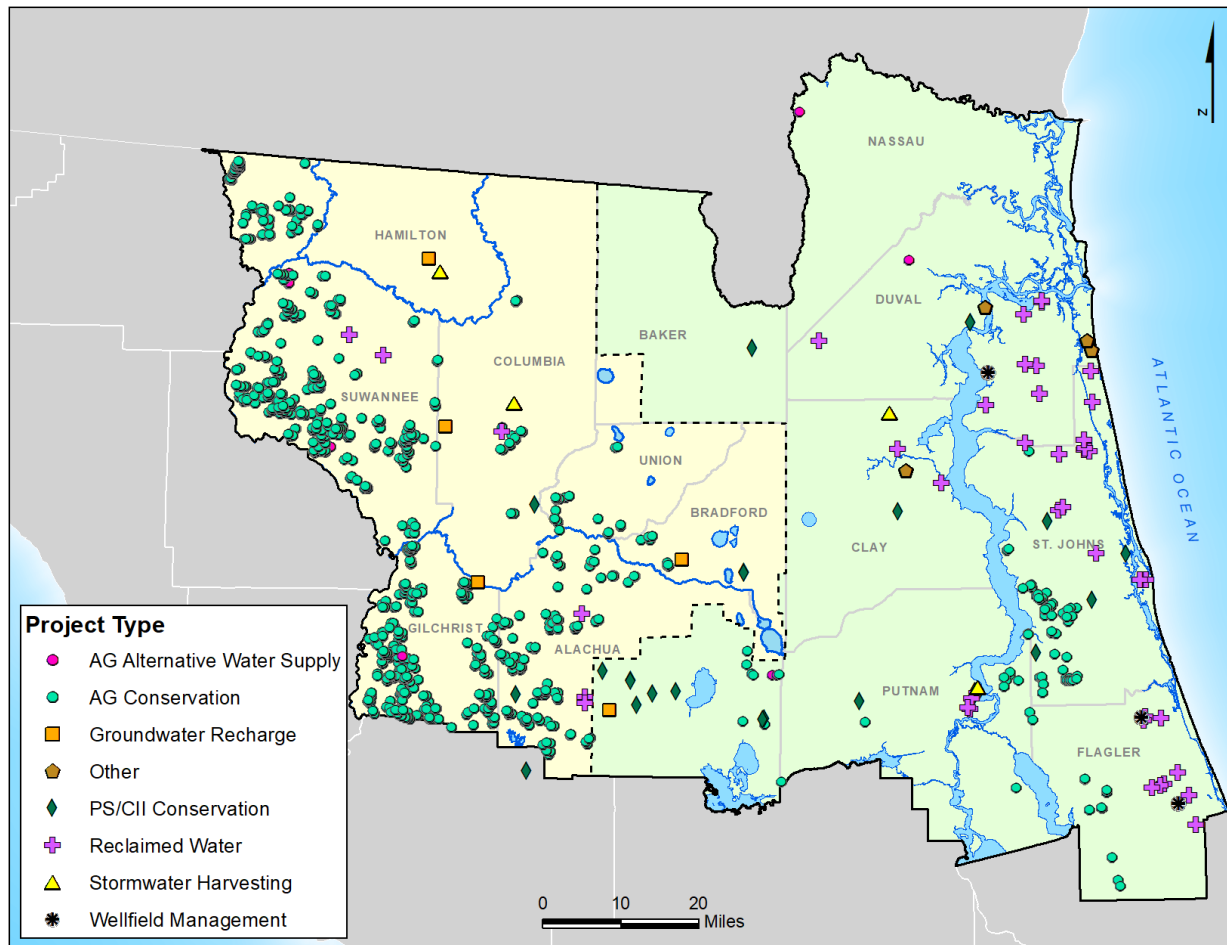 N
NASSAU
HAMILTON
DUVAL
BAKER
COLUMBIA
SUWANNEE
ATLANTIC OCEAN
UNION
BRADFORD
CLAY
ST. JOHNS
GILCHRIST
ALACHUA
PUTNAM
FLAGLER
Project Type
AG Alternative Water Supply
AG Conservation
Groundwater Recharge
Other
PS/CII Conservation
Reclaimed Water
Stormwater Harvesting
Wellfield Management
0 10 20
Miles